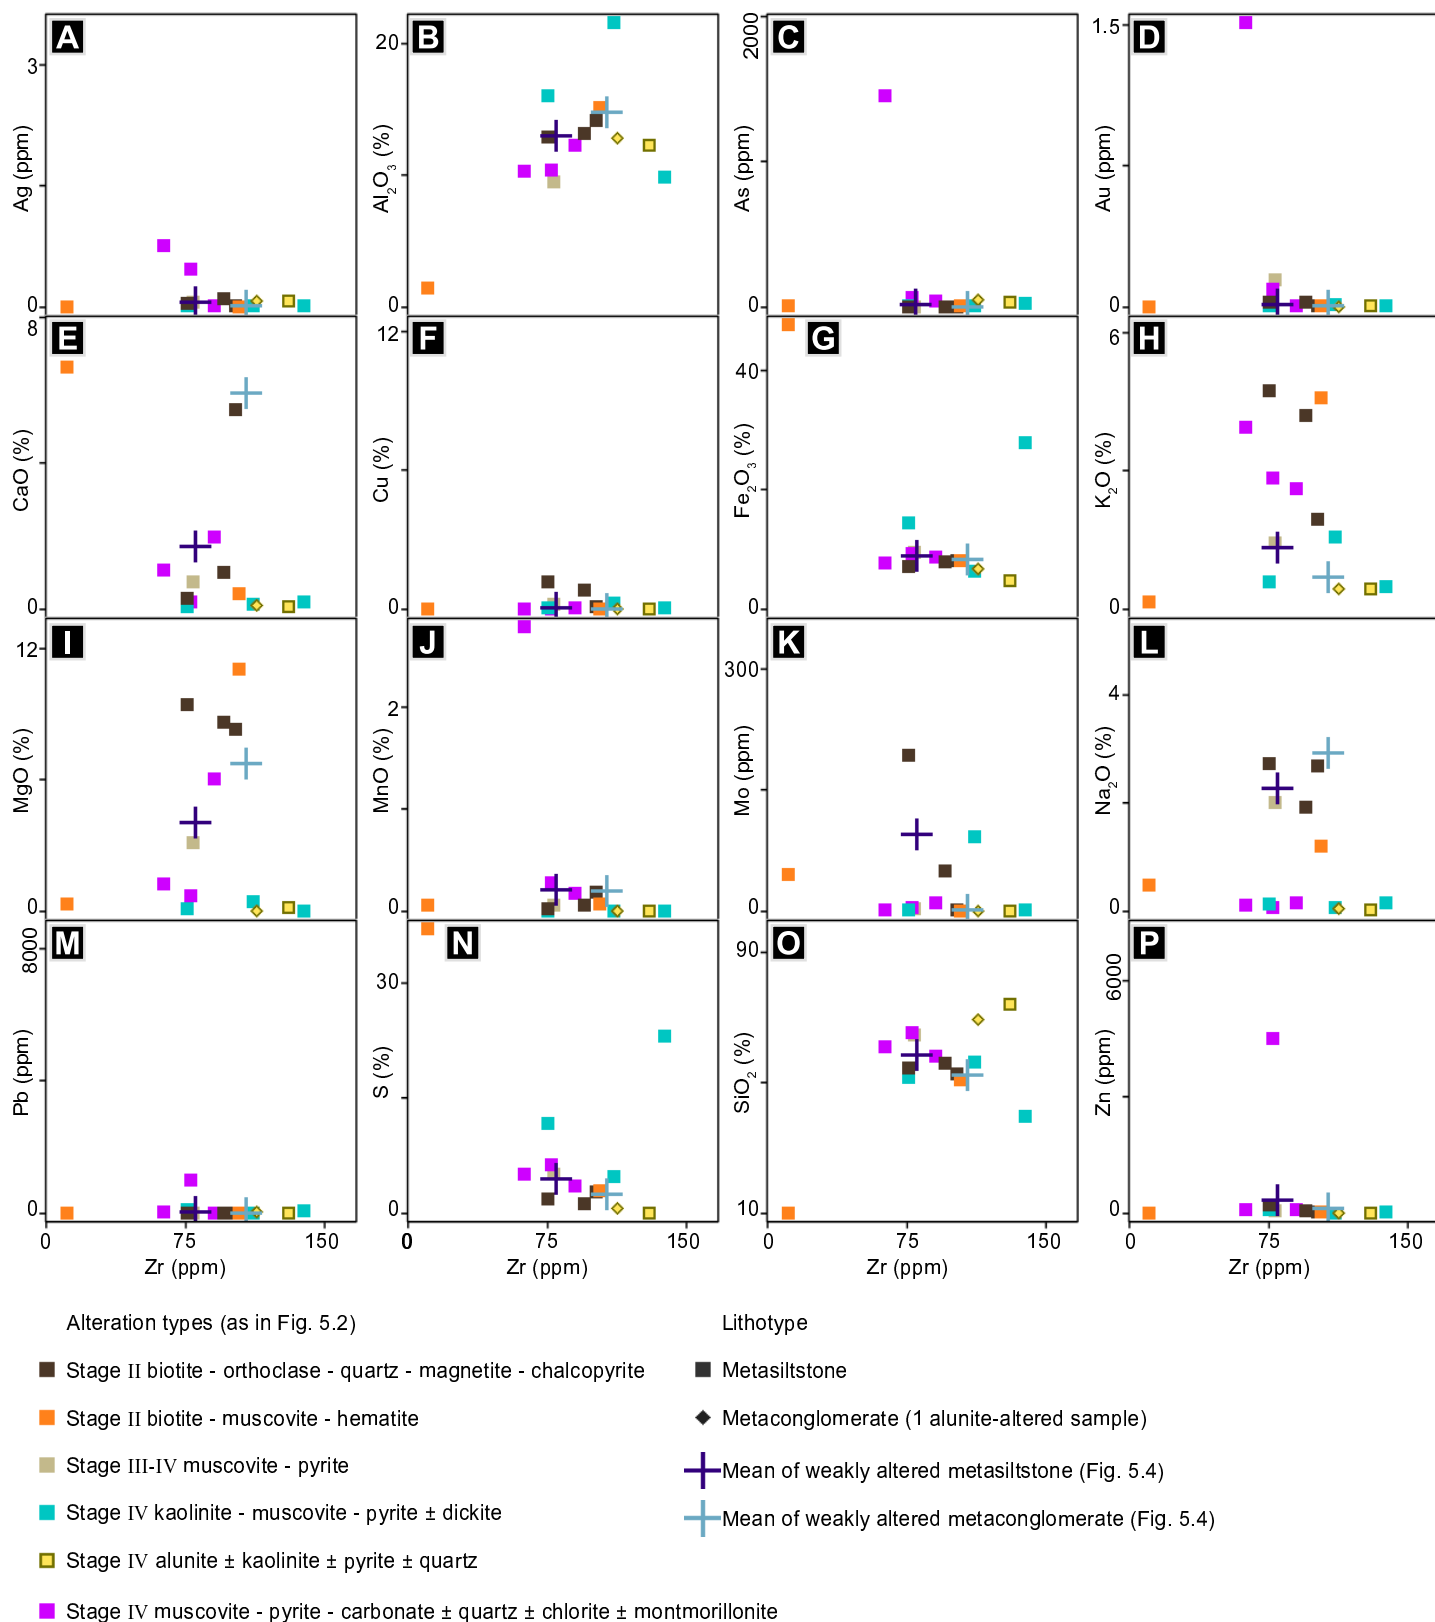 A
B
C
D
3
0
Ag (ppm)
20
0
Al2O3 (%)
2000
0
As (ppm)
1.5
0
Au (ppm)
E
F
G
H
8
0
CaO (%)
12
0
Cu (%)
40
0
Fe2O3 (%)
6
0
K2O (%)
I
J
K
L
12
0
MgO (%)
2
0
MnO (%)
300
0
Mo (ppm)
4
0
Na2O (%)
M
N
O
P
8000
0
Pb (ppm)
30
0
S (%)
90
10
SiO2 (%)
6000
0
Zn (ppm)
0 75 150
0 75 150
0 75 150
0 75 150
Zr (ppm)
Zr (ppm)
Zr (ppm)
Zr (ppm)
Alteration types (as in Fig. 5.2)
Stage II biotite - orthoclase - quartz - magnetite - chalcopyrite
Stage II biotite - muscovite - hematite
Stage III-IV muscovite - pyrite
Stage IV kaolinite - muscovite - pyrite ± dickite
Stage IV alunite ± kaolinite ± pyrite ± quartz
Stage IV muscovite - pyrite - carbonate ± quartz ± chlorite ± montmorillonite
Lithotype
Metasiltstone
Metaconglomerate (1 alunite-altered sample)
Mean of weakly altered metasiltstone (Fig. 5.4)
Mean of weakly altered metaconglomerate (Fig. 5.4)